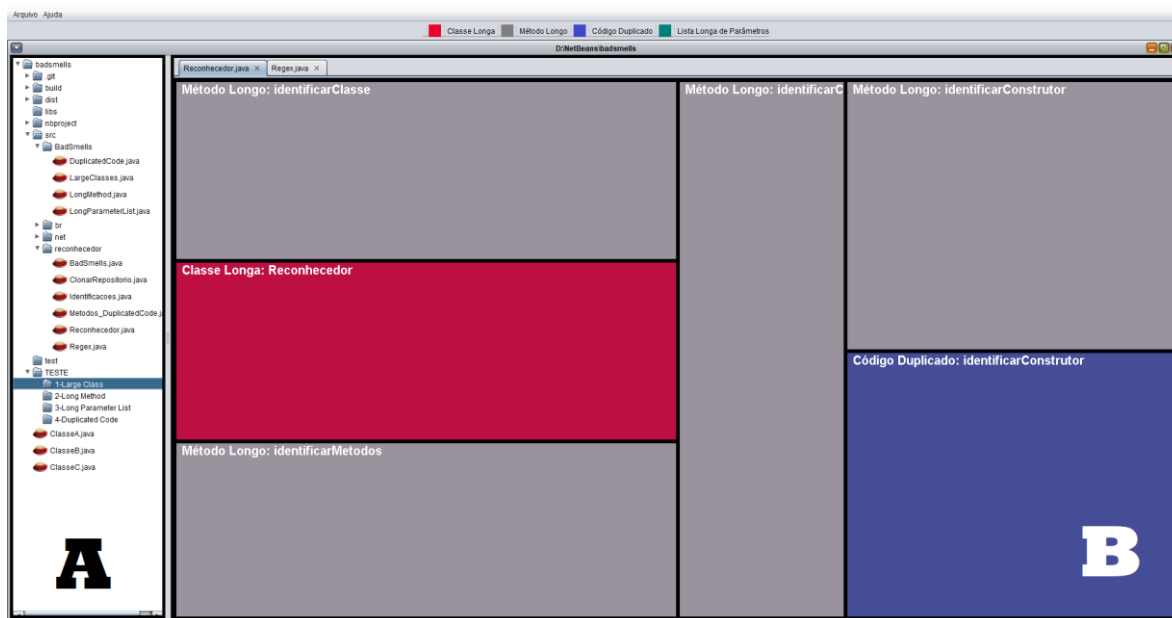 Arquivo Ajuda
Classe Longa Método Longo Código Duplicado Lista Longa de Parâmetros
D:\NetBeans\badsmells
badsmells
.git
build
dist
libs
nbproject
src
BadSmells
DuplicatedCode.java
LargeClasses.java
LongMethod.java
LongParameterList.java
br
net
reconhecedor
BadSmells.java
ClonarRepositorio.java
Identificacoes.java
Metodos_DuplicatedCode.ja
Reconhecedor.java
Regex.java
test
TESTE
1-Large Class
2-Long Method
3-Long Parameter List
4-Duplicated Code
ClasseA.java
ClasseB.java
ClasseC.java
A
Reconhecedor.java × Regex.java ×
Método Longo: identificarClasse
Classe Longa: Reconhecedor
Método Longo: identificarMetodos
Método Longo: identificarC
Método Longo: identificarConstrutor
Código Duplicado: identificarConstrutor
B